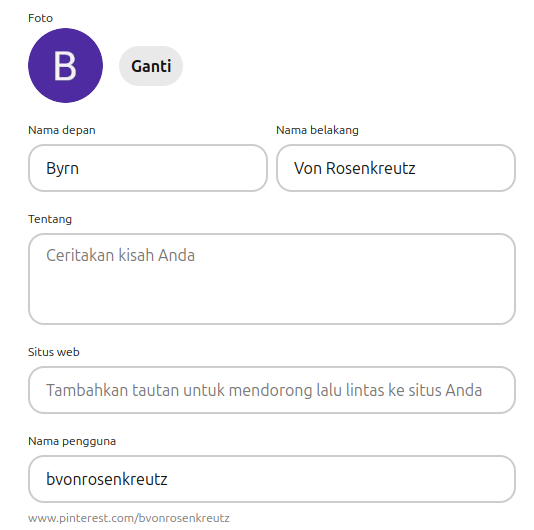 Foto
B
Ganti
Nama depan
Nama belakang
Byrn
Von Rosenkreutz
Tentang
Ceritakan kisah Anda
Situs web
Tambahkan tautan untuk mendorong lalu lintas ke situs Anda
Nama pengguna
bvonrosenkreutz
www.pinterest.com/bvonrosenkreutz